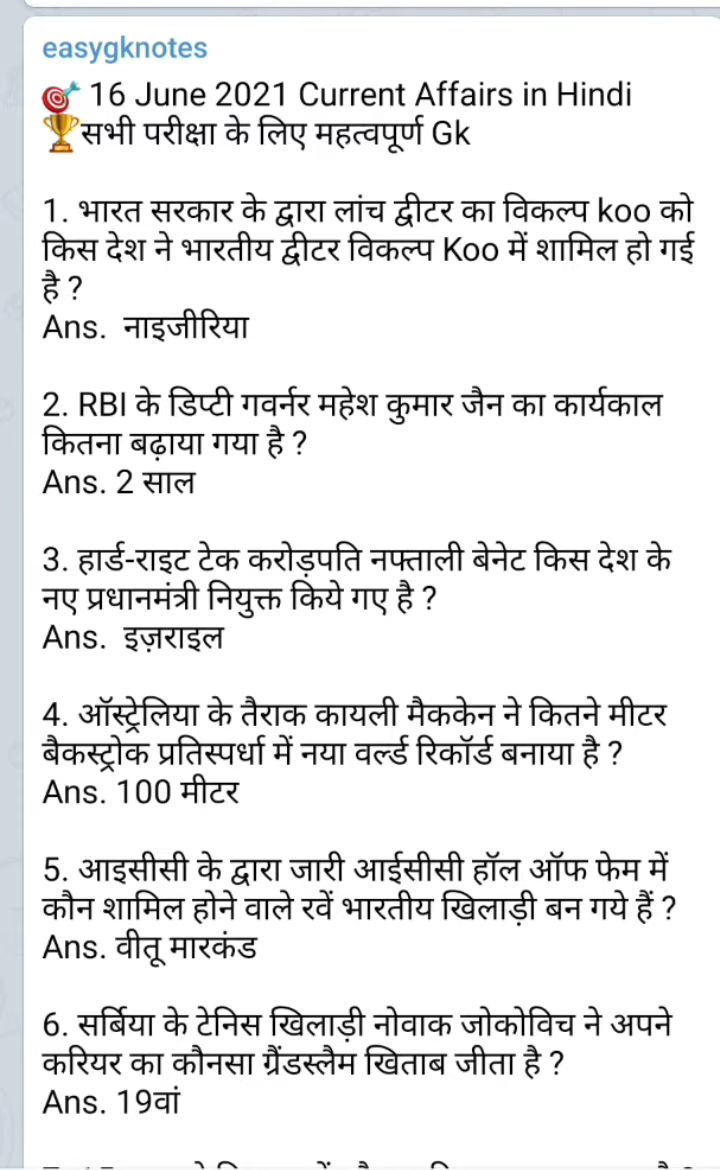 easygknotes
🎯 16 June 2021 Current Affairs in Hindi
🏆सभी परीक्षा के लिए महत्वपूर्ण Gk
1. भारत सरकार के द्वारा लांच द्वीटर का विकल्प koo को
किस देश ने भारतीय द्वीटर विकल्प Koo में शामिल हो गई
है ?
Ans. नाइजीरिया
2. RBI के डिप्टी गवर्नर महेश कुमार जैन का कार्यकाल
कितना बढ़ाया गया है ?
Ans. 2 साल
3. हार्ड-राइट टेक करोड़पति नफ्ताली बेनेट किस देश के
नए प्रधानमंत्री नियुक्त किये गए है ?
Ans. इज़राइल
4. ऑस्ट्रेलिया के तैराक कायली मैककेन ने कितने मीटर
बैकस्ट्रोक प्रतिस्पर्धा में नया वर्ल्ड रिकॉर्ड बनाया है ?
Ans. 100 मीटर
5. आइसीसी के द्वारा जारी आईसीसी हॉल ऑफ फेम में
कौन शामिल होने वाले रवें भारतीय खिलाड़ी बन गये हैं ?
Ans. वीतू मारकंड
6. सर्बिया के टेनिस खिलाड़ी नोवाक जोकोविच ने अपने
करियर का कौनसा ग्रैंडस्लैम खिताब जीता है ?
Ans. 19वां